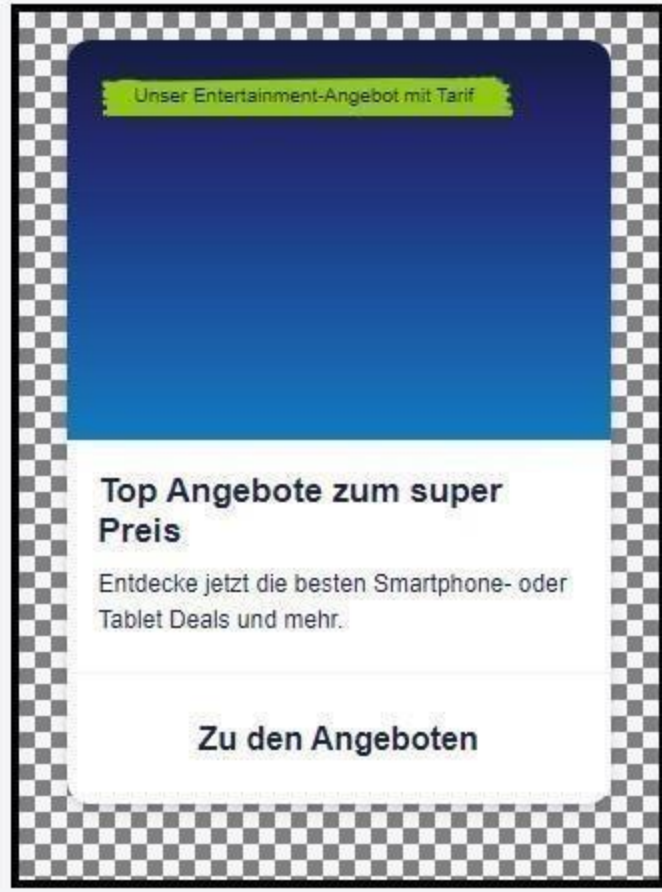 Unser Entertainment-Angebot mit Tarif
Top Angebote zum super
Preis
Entdecke jetzt die besten Smartphone- oder
Tablet Deals und mehr.
Zu den Angeboten